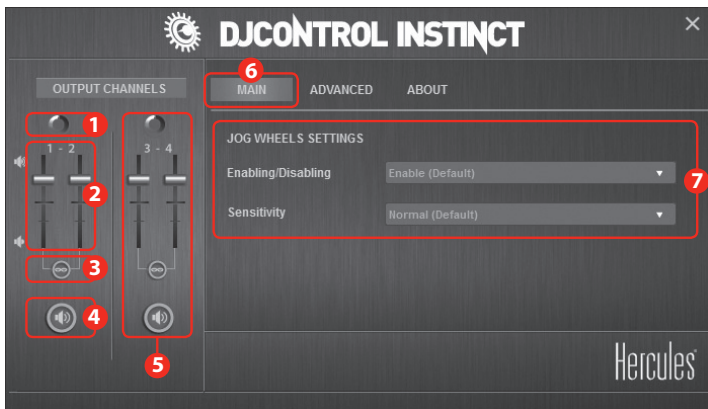 DJCONTROL INSTINCT
×
6
OUTPUT CHANNELS
MAIN ADVANCED ABOUT
1
1 - 2 3 - 4
JOG WHEELS SETTINGS
Enabling/Disabling Enable (Default)
7
2
Sensitivity Normal (Default)
3
4
5
Hercules